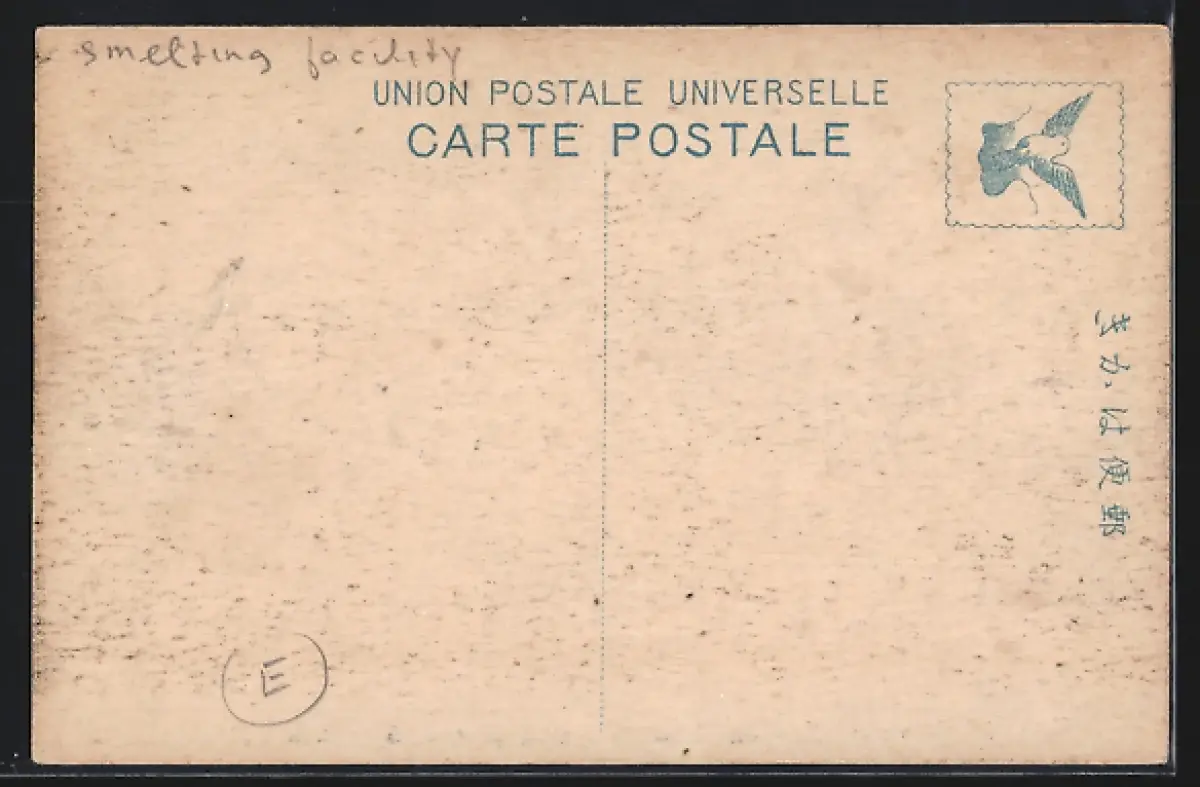 smelting facility
UNION POSTALE UNIVERSELLE
CARTE POSTALE
郵便はかき
E